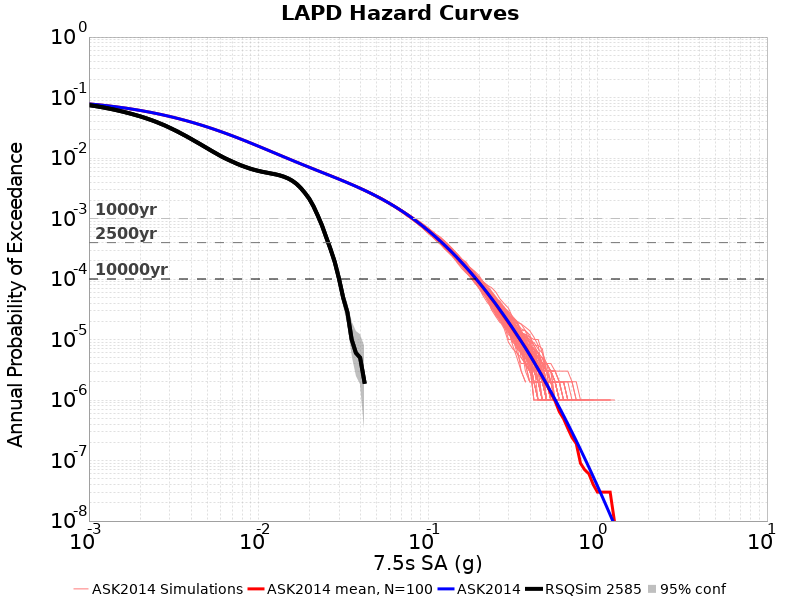 LAPD Hazard Curves
Annual Probability of Exceedance
10^0
10^-1
10^-2
10^-3
10^-4
10^-5
10^-6
10^-7
10^-8
1000yr
2500yr
10000yr
10^-3 10^-2 10^-1 10^0 10^1
7.5s SA (g)
ASK2014 Simulations ASK2014 mean, N=100 ASK2014 RSQSim 2585 95% conf